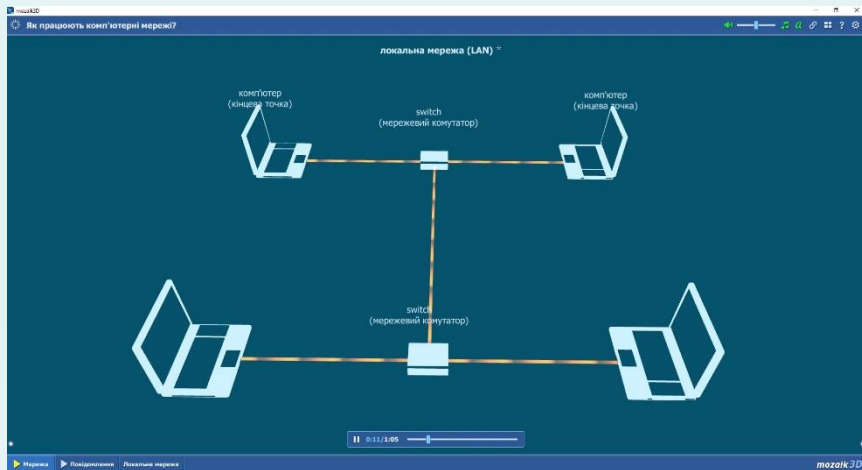 mozaik3D
Як працюють комп'ютерні мережі?
локальна мережа (LAN)
комп'ютер
(кінцева точка)
switch
(мережевий комутатор)
комп'ютер
(кінцева точка)
switch
(мережевий комутатор)
0:11/1:05
Мережа Повідомлення Локальна мережа
mozaik3D